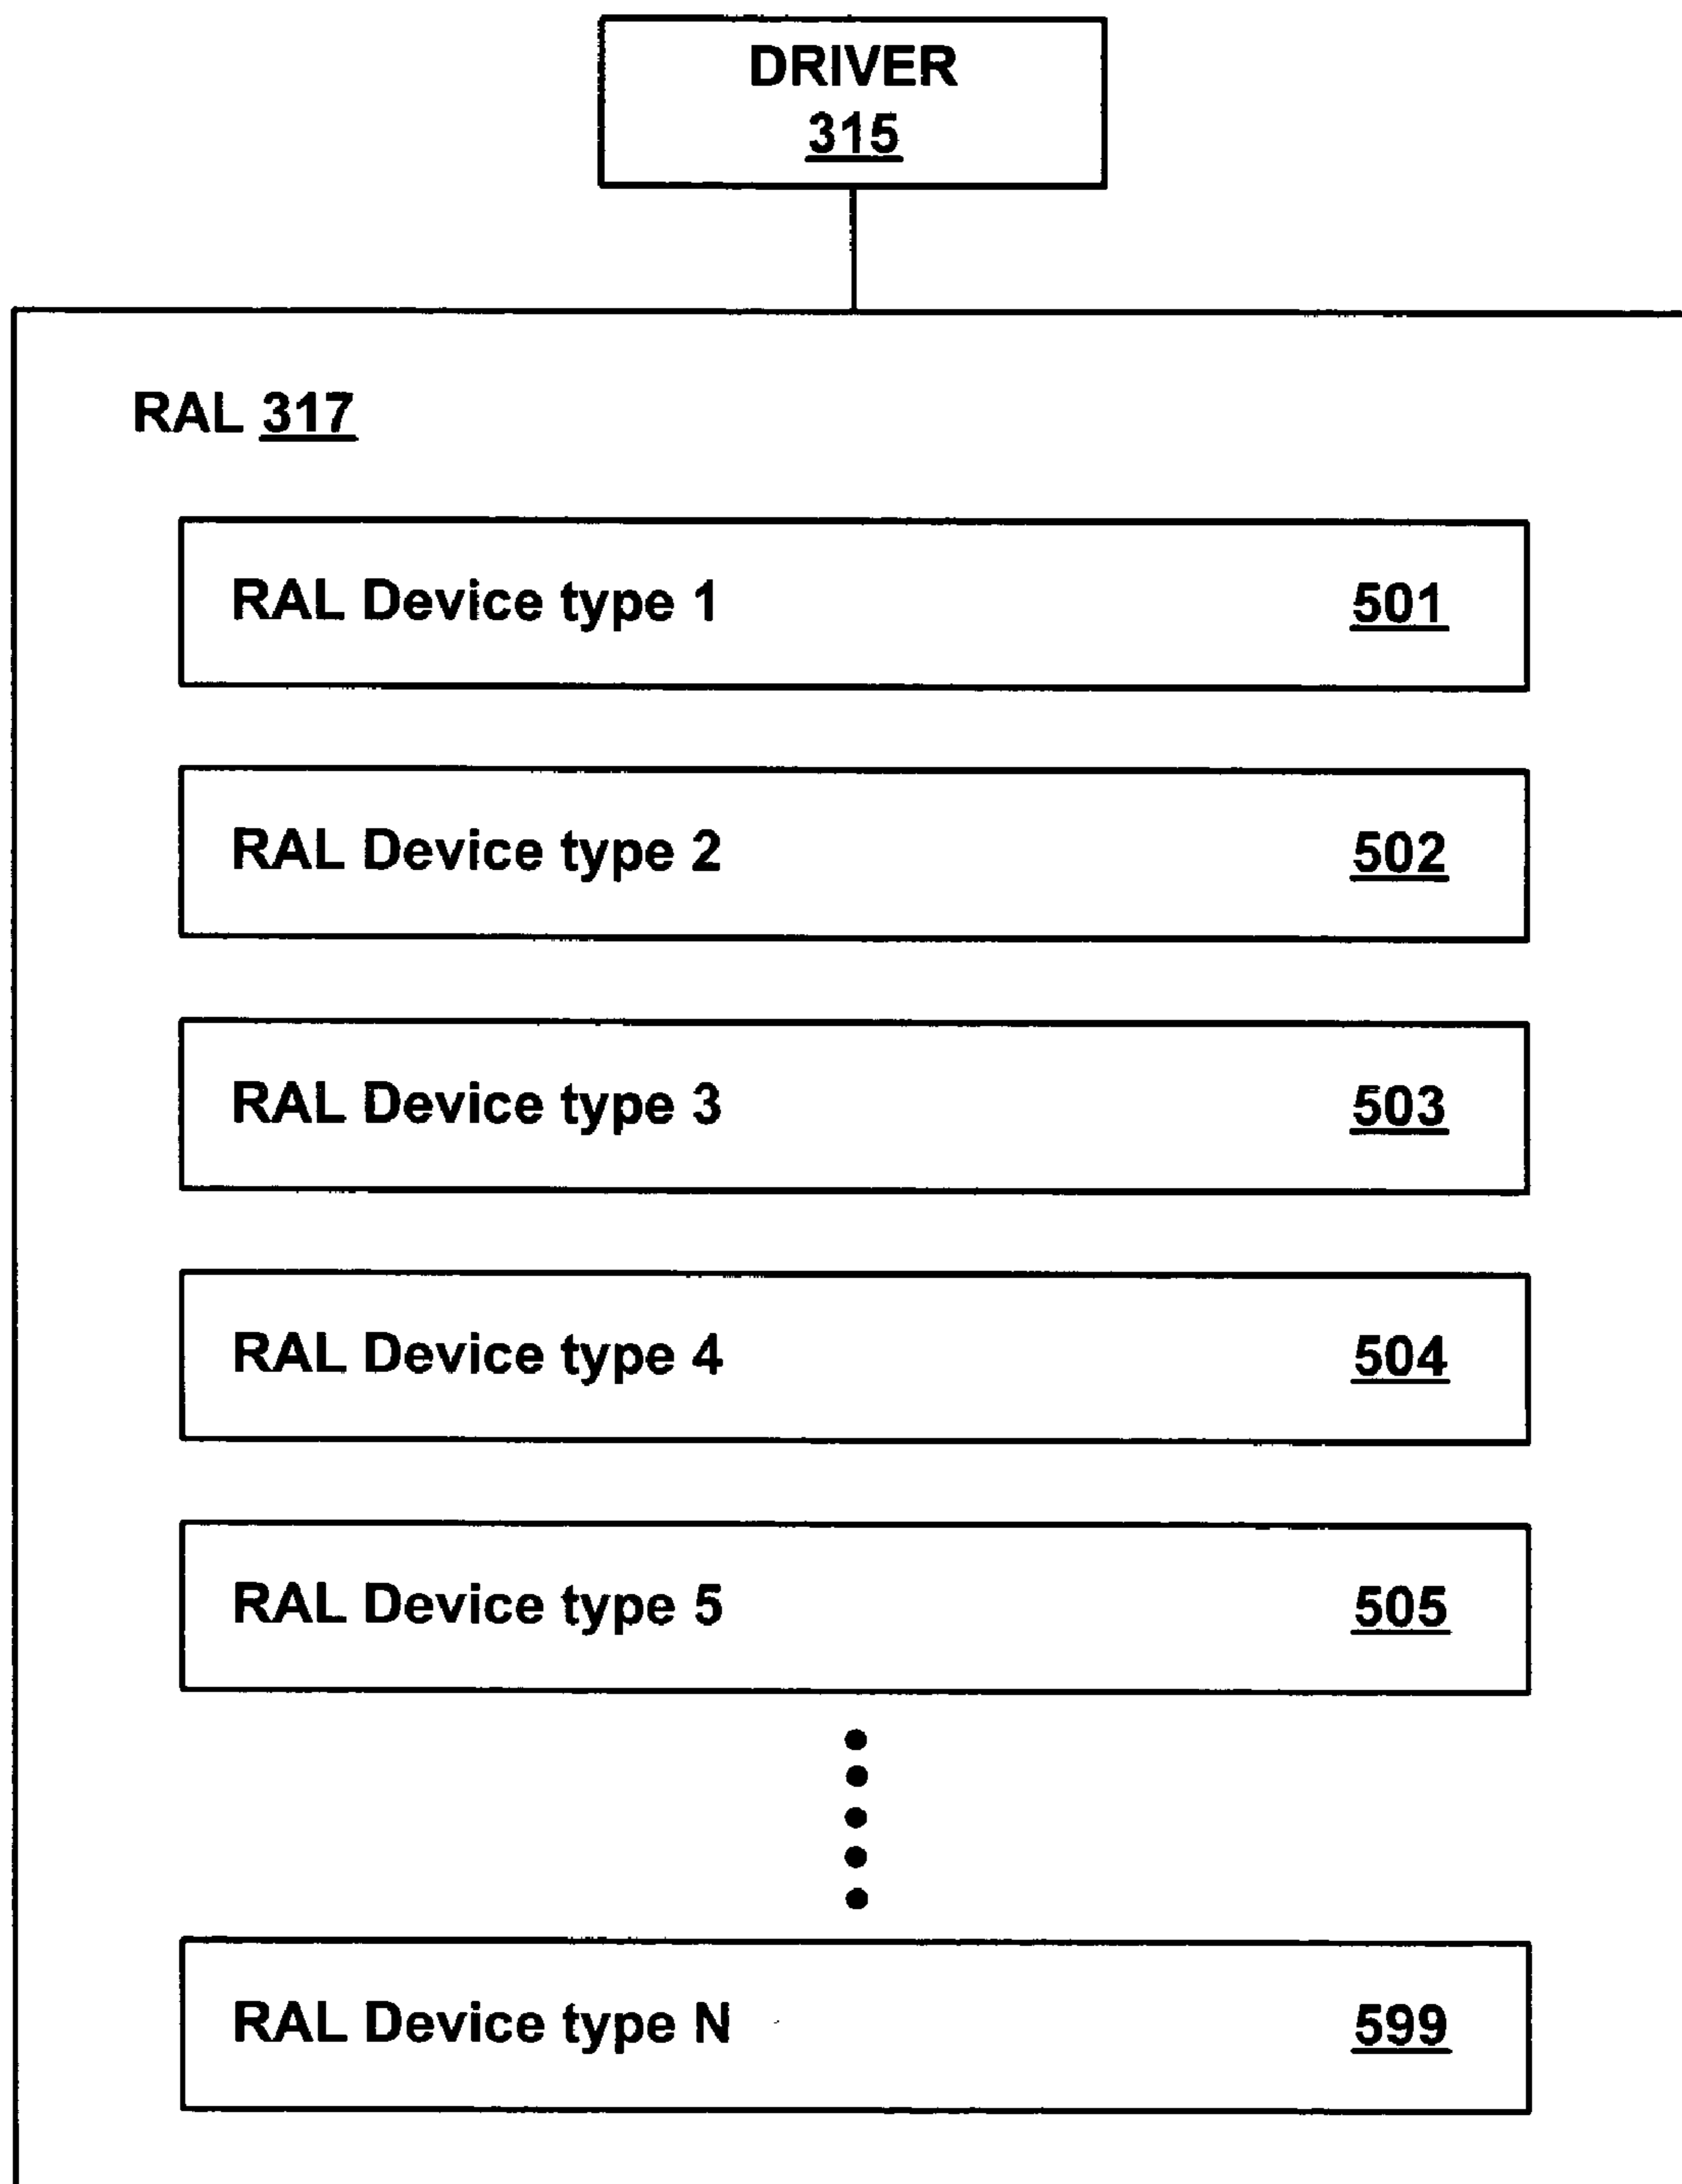 DRIVER
315
RAL 317
RAL Device type 1 501
RAL Device type 2 502
RAL Device type 3 503
RAL Device type 4 504
RAL Device type 5 505
RAL Device type N 599